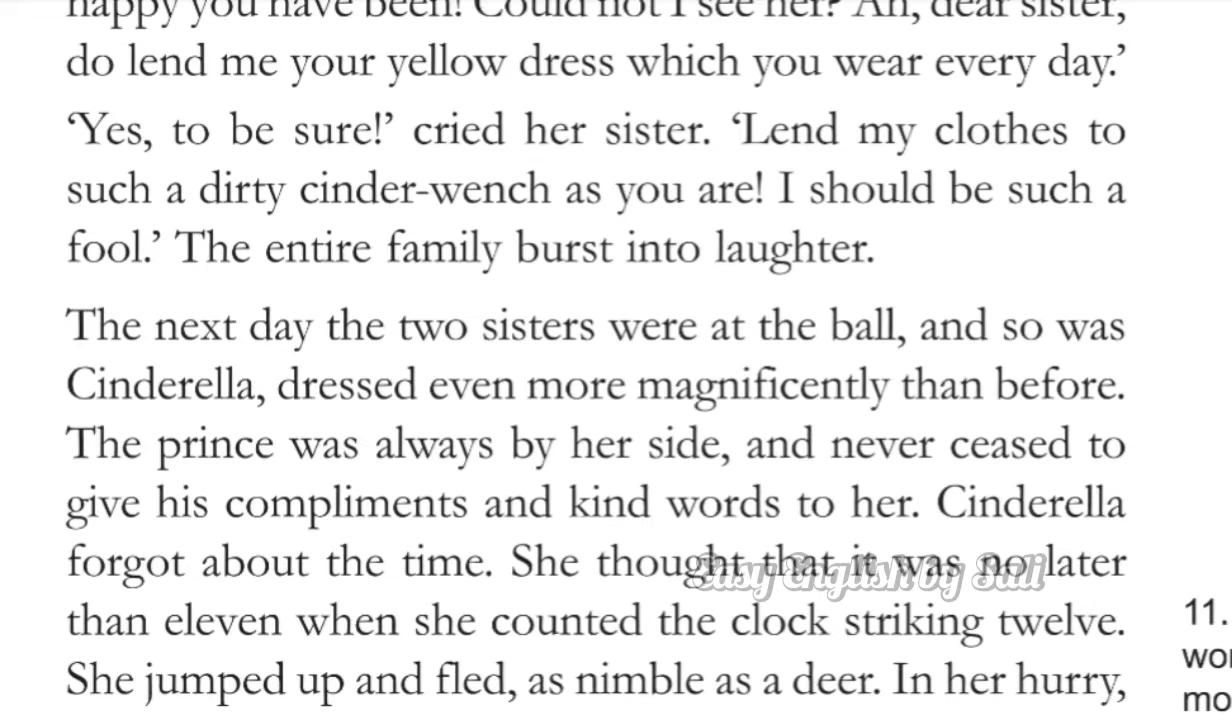 happy you have been! Could not I see her? Ah, dear sister,
do lend me your yellow dress which you wear every day.’
‘Yes, to be sure!’ cried her sister. ‘Lend my clothes to
such a dirty cinder-wench as you are! I should be such a
fool.’ The entire family burst into laughter.
The next day the two sisters were at the ball, and so was
Cinderella, dressed even more magnificently than before.
The prince was always by her side, and never ceased to
give his compliments and kind words to her. Cinderella
forgot about the time. She thought that it was no later
Easy English by Suli
than eleven when she counted the clock striking twelve.
She jumped up and fled, as nimble as a deer. In her hurry,
11.